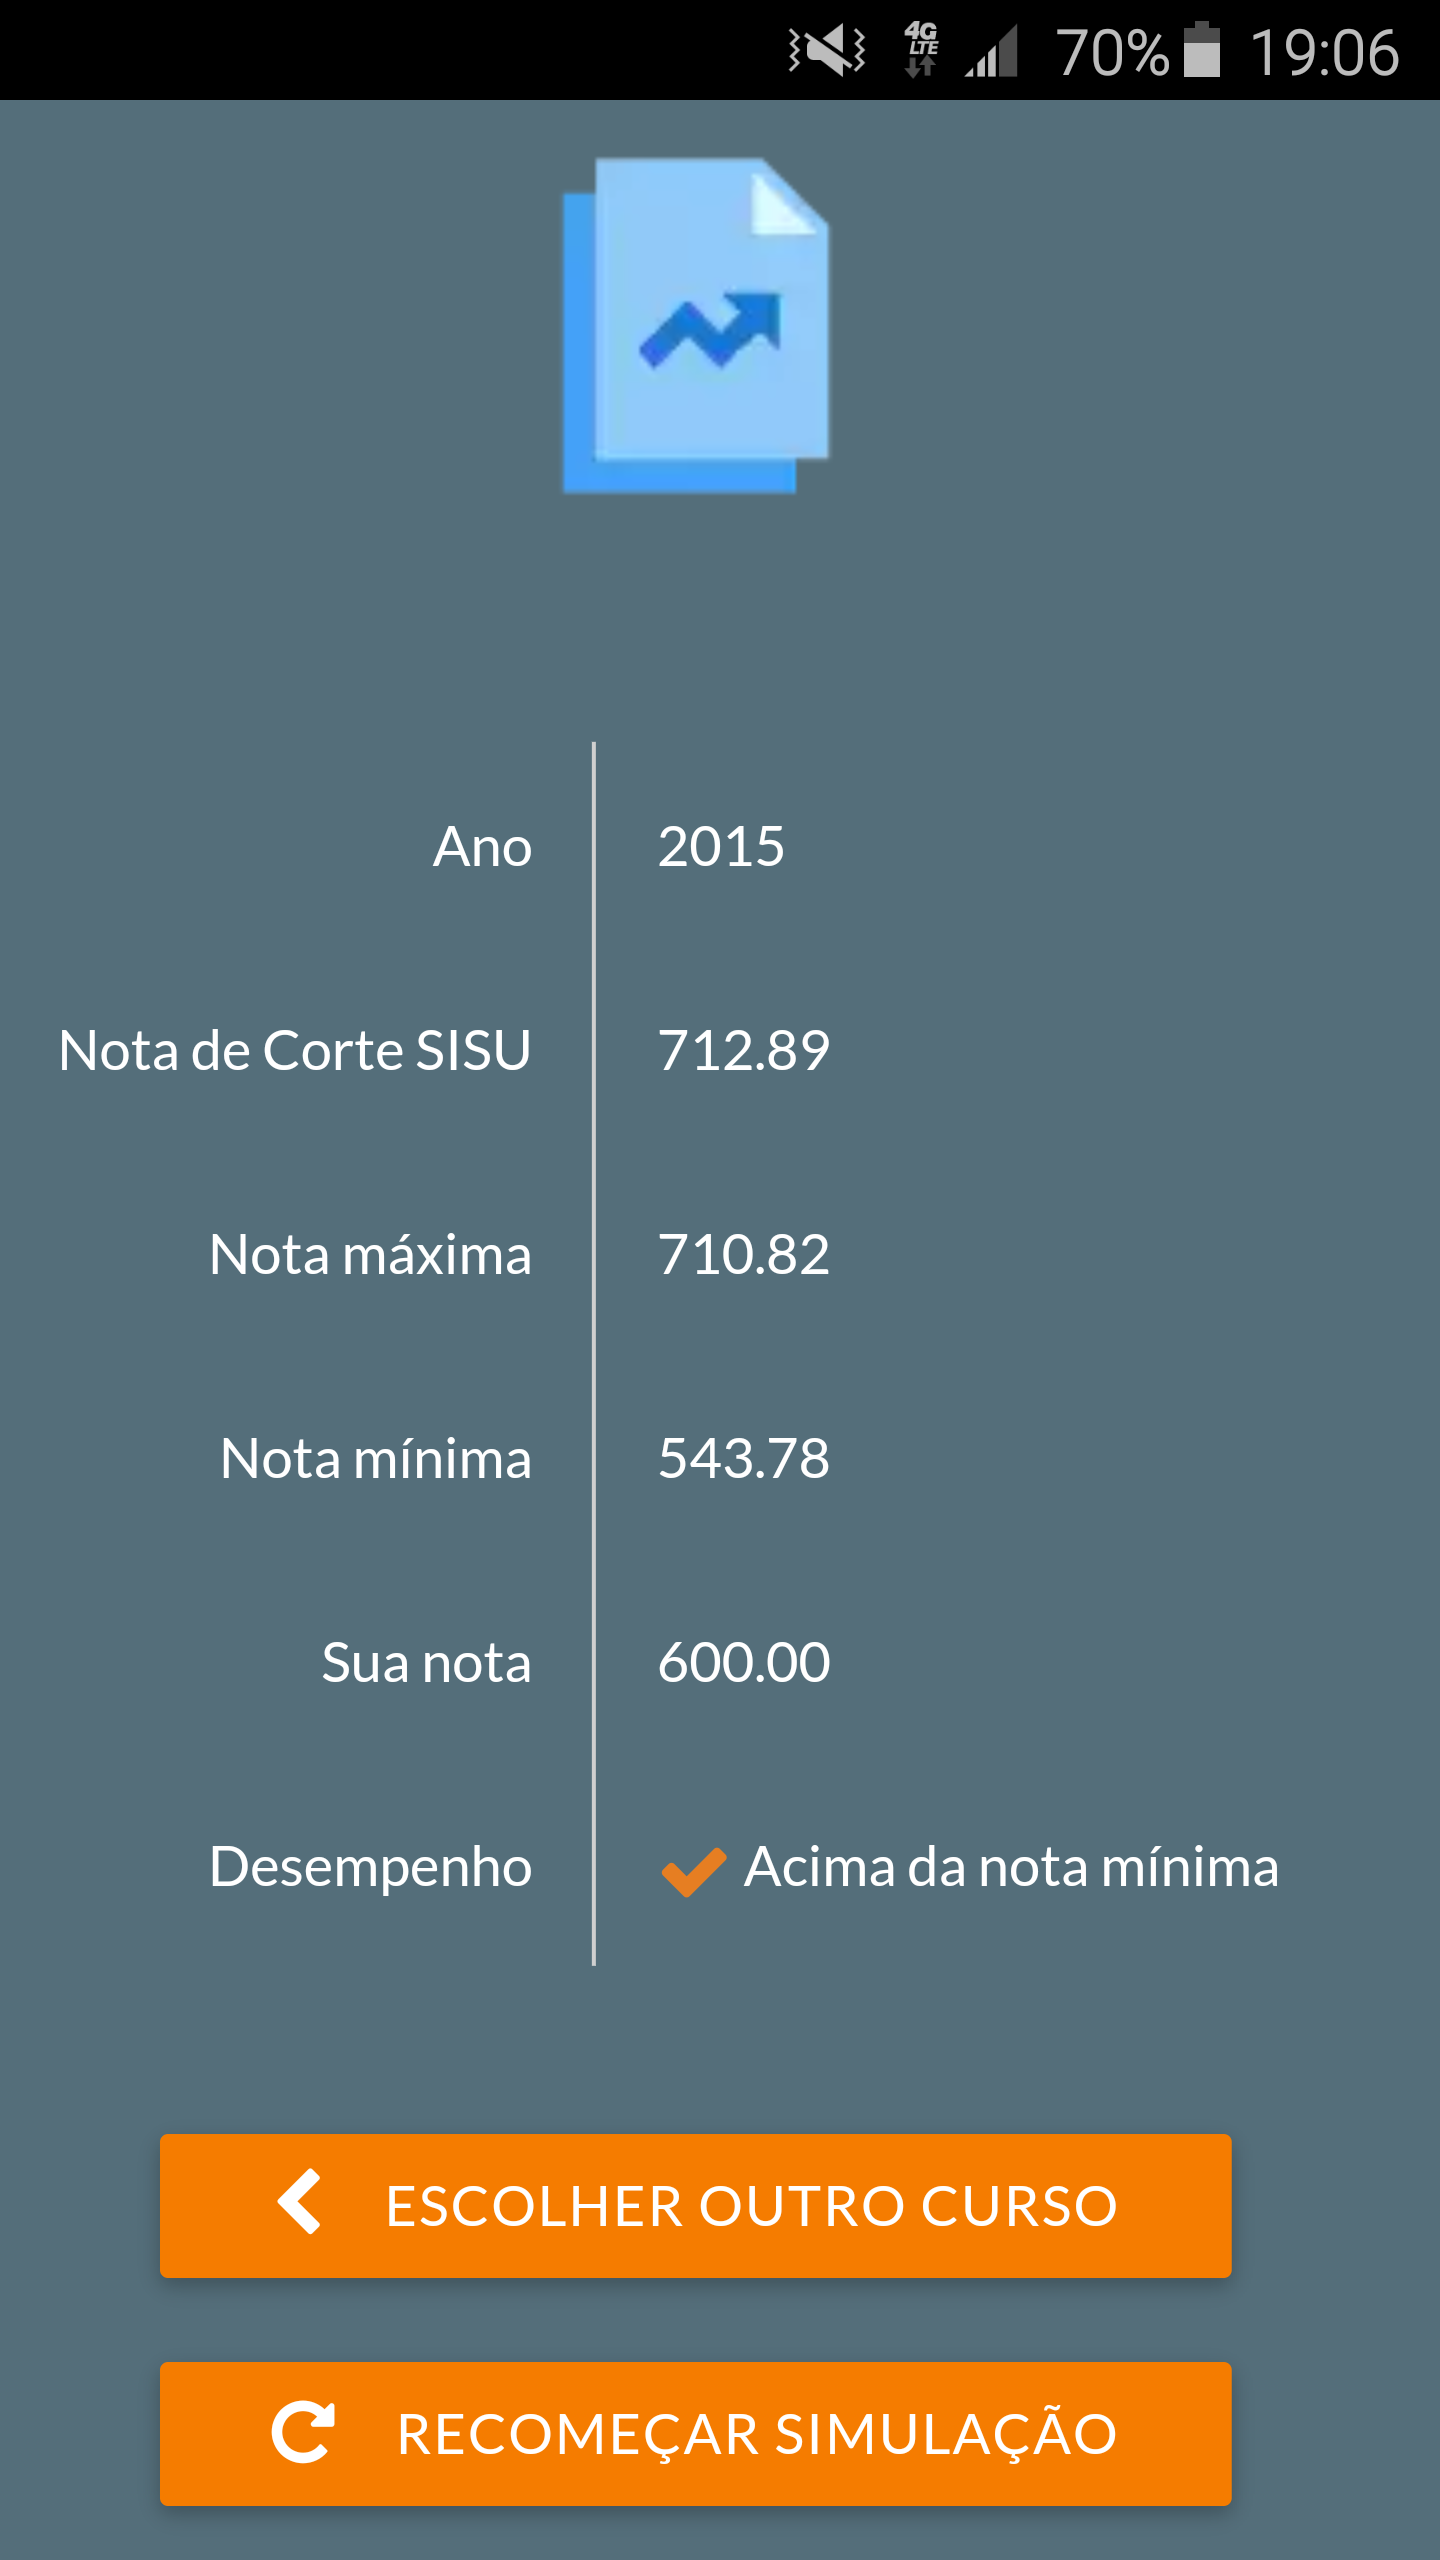 4G LTE 70% 19:06
Ano 2015
Nota de Corte SISU 712.89
Nota máxima 710.82
Nota mínima 543.78
Sua nota 600.00
Desempenho Acima da nota mínima
ESCOLHER OUTRO CURSO
RECOMEÇAR SIMULAÇÃO